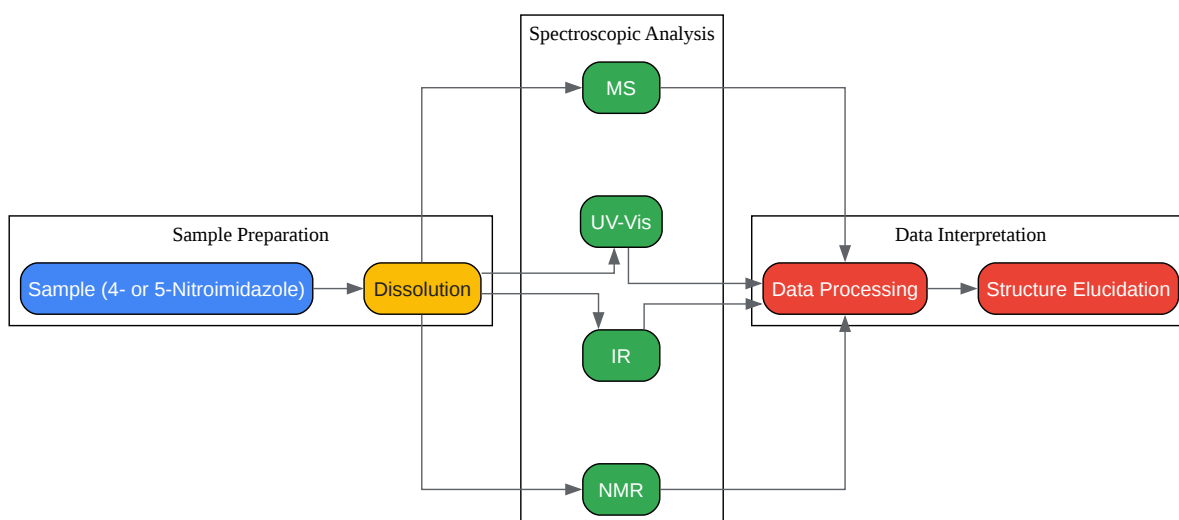 Spectroscopic Analysis
MS
UV-Vis
Sample Preparation
Data Interpretation
Sample (4- or 5-Nitroimidazole)
Dissolution
Data Processing
Structure Elucidation
IR
NMR